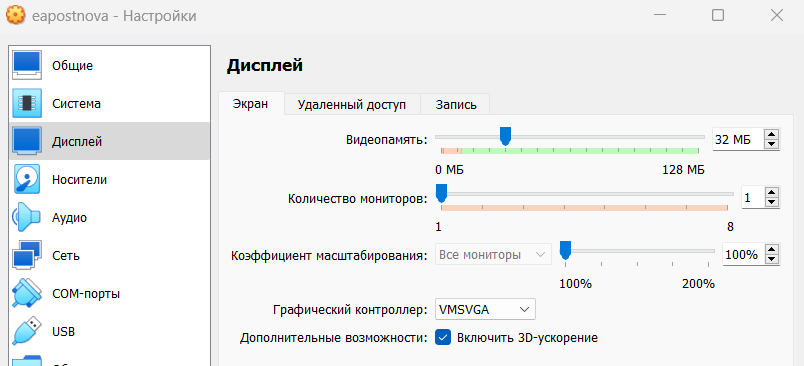 eapostnova - Настройки
Общие
Система
Дисплей
Носители
Аудио
Сеть
COM-порты
USB
Дисплей
Экран
Удаленный доступ
Запись
Видеопамять:
32 МБ
0 МБ
128 МБ
Количество мониторов:
1
1
8
Коэффициент масштабирования:
Все мониторы
100%
100%
200%
Графический контроллер:
VMSVGA
Дополнительные возможности:
Включить 3D-ускорение